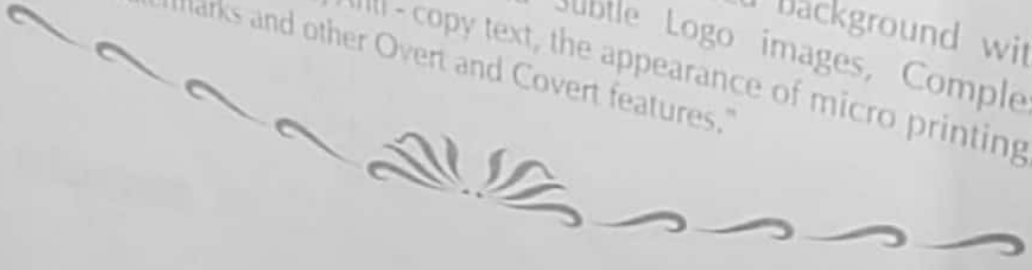 background wit
Subtle Logo images, Comple
- copy text, the appearance of micro printing
and other Overt and Covert features."